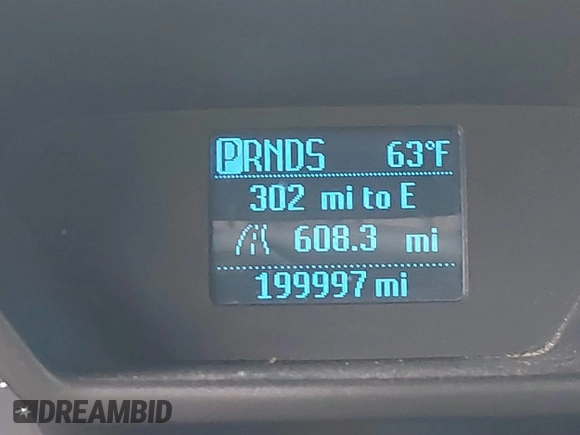 PRNDS 63°F
302 mi to E
608.3 mi
199997 mi
DREAMBID